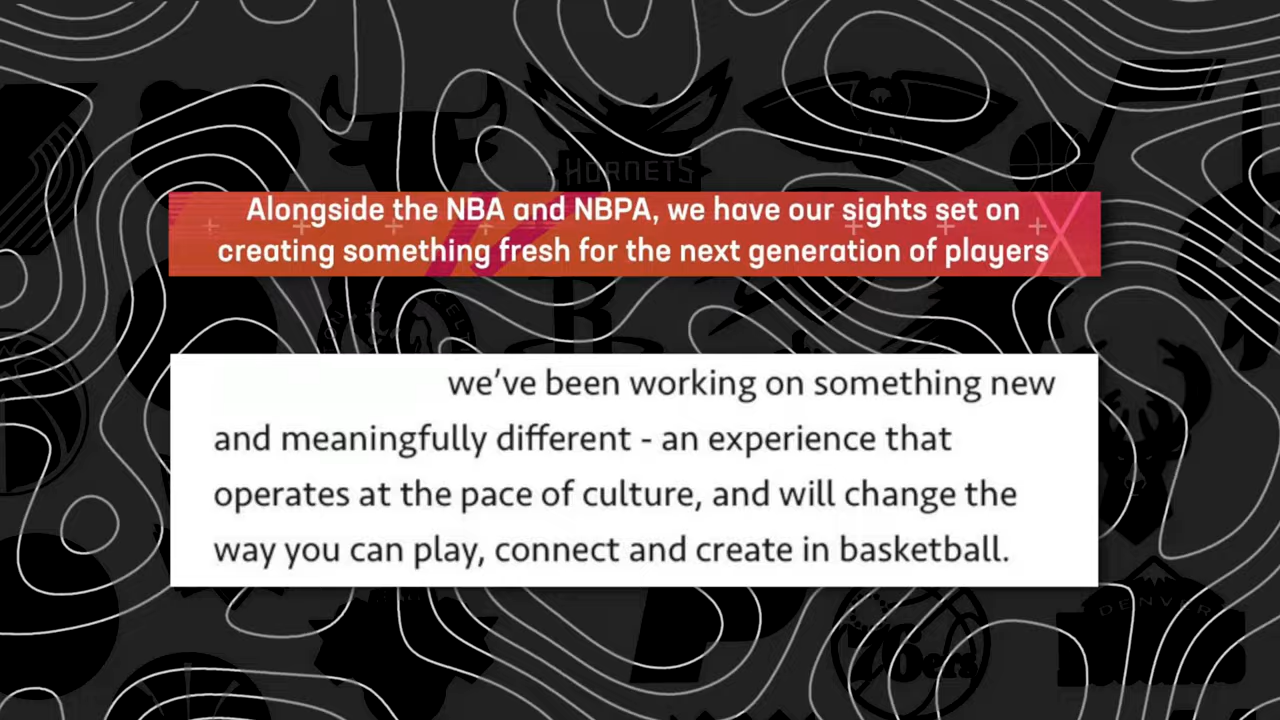 HORNETS
Alongside the NBA and NBPA, we have our sights set on
creating something fresh for the next generation of players
we’ve been working on something new
and meaningfully different - an experience that
operates at the pace of culture, and will change the
way you can play, connect and create in basketball.
DENVER
76ers